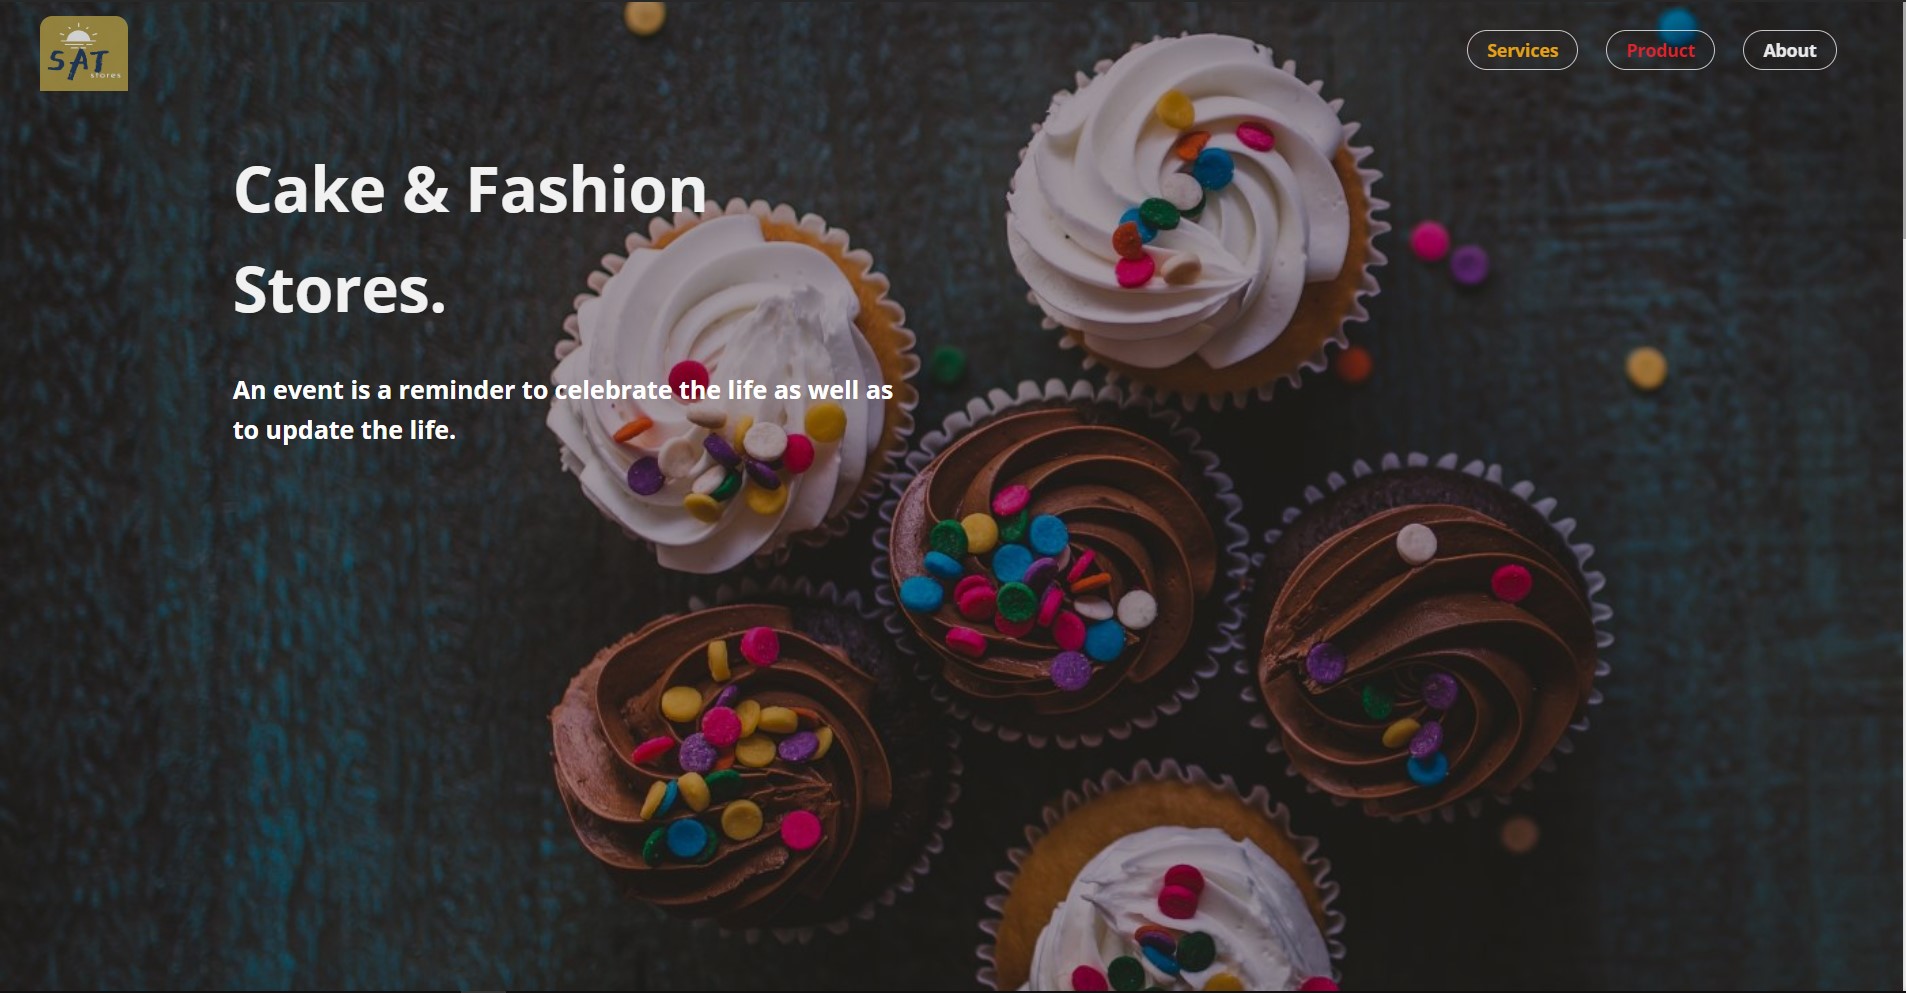 SAT
stores
Services
Product
About
Cake & Fashion
Stores.
An event is a reminder to celebrate the life as well as
to update the life.